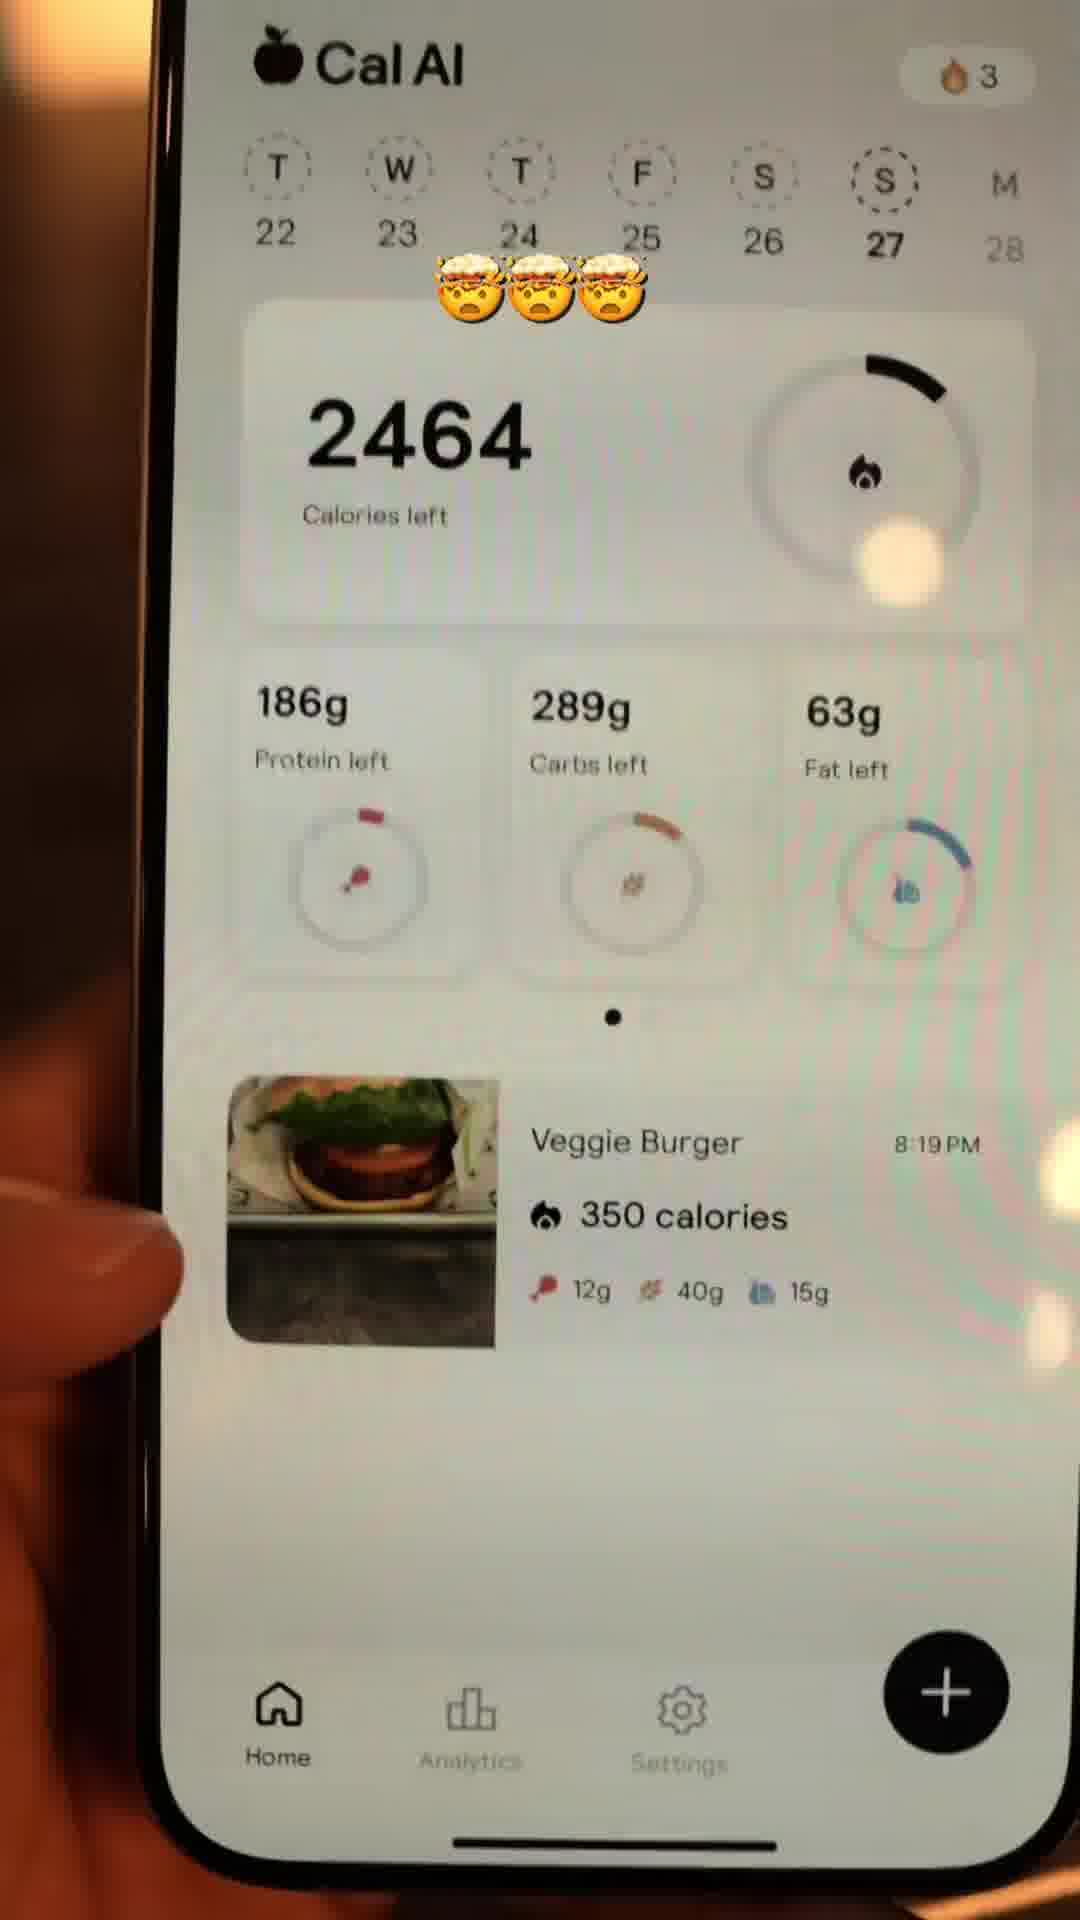 Cal AI
3
T W T F S S M
22 23 24 25 26 27 28
2464
Calories left
186g 289g 63g
Protein left Carbs left Fat left
Veggie Burger 8:19 PM
350 calories
12g 40g 15g
Home Analytics Settings